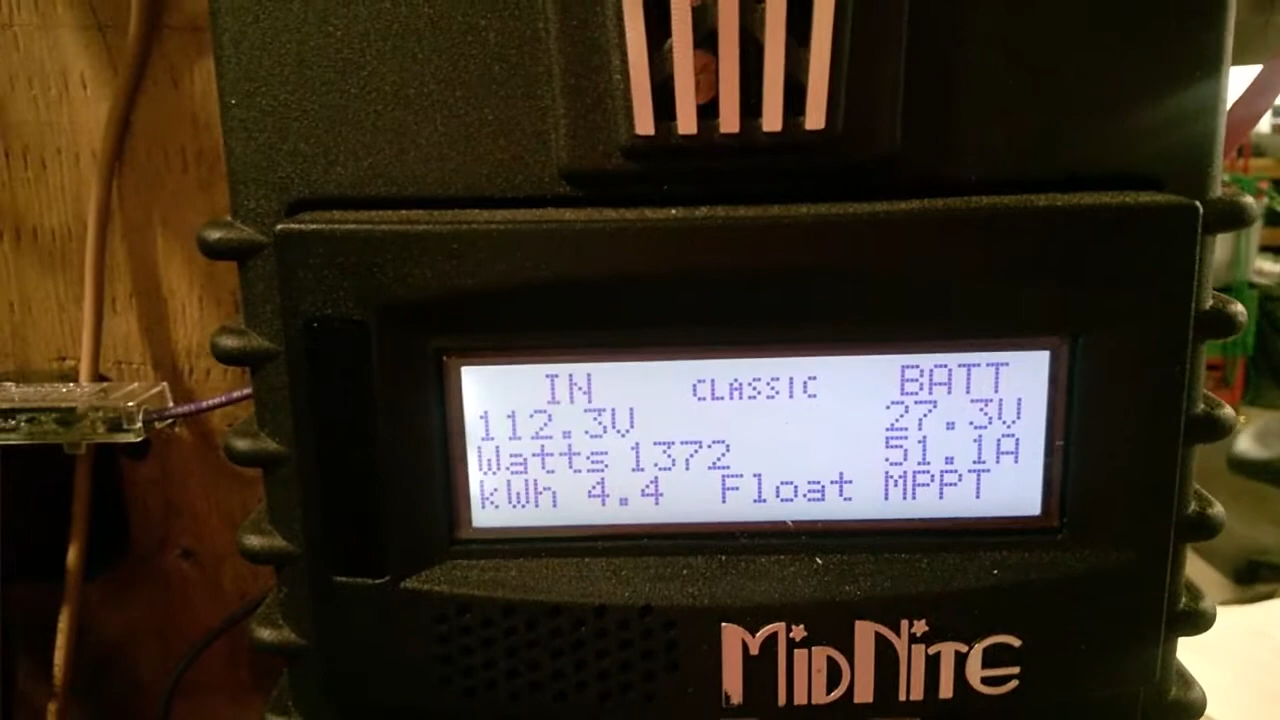 IN CLASSIC BATT
112.3V 27.3V
Watts 1372 51.1A
kWh 4.4 Float MPPT
MIDNITE